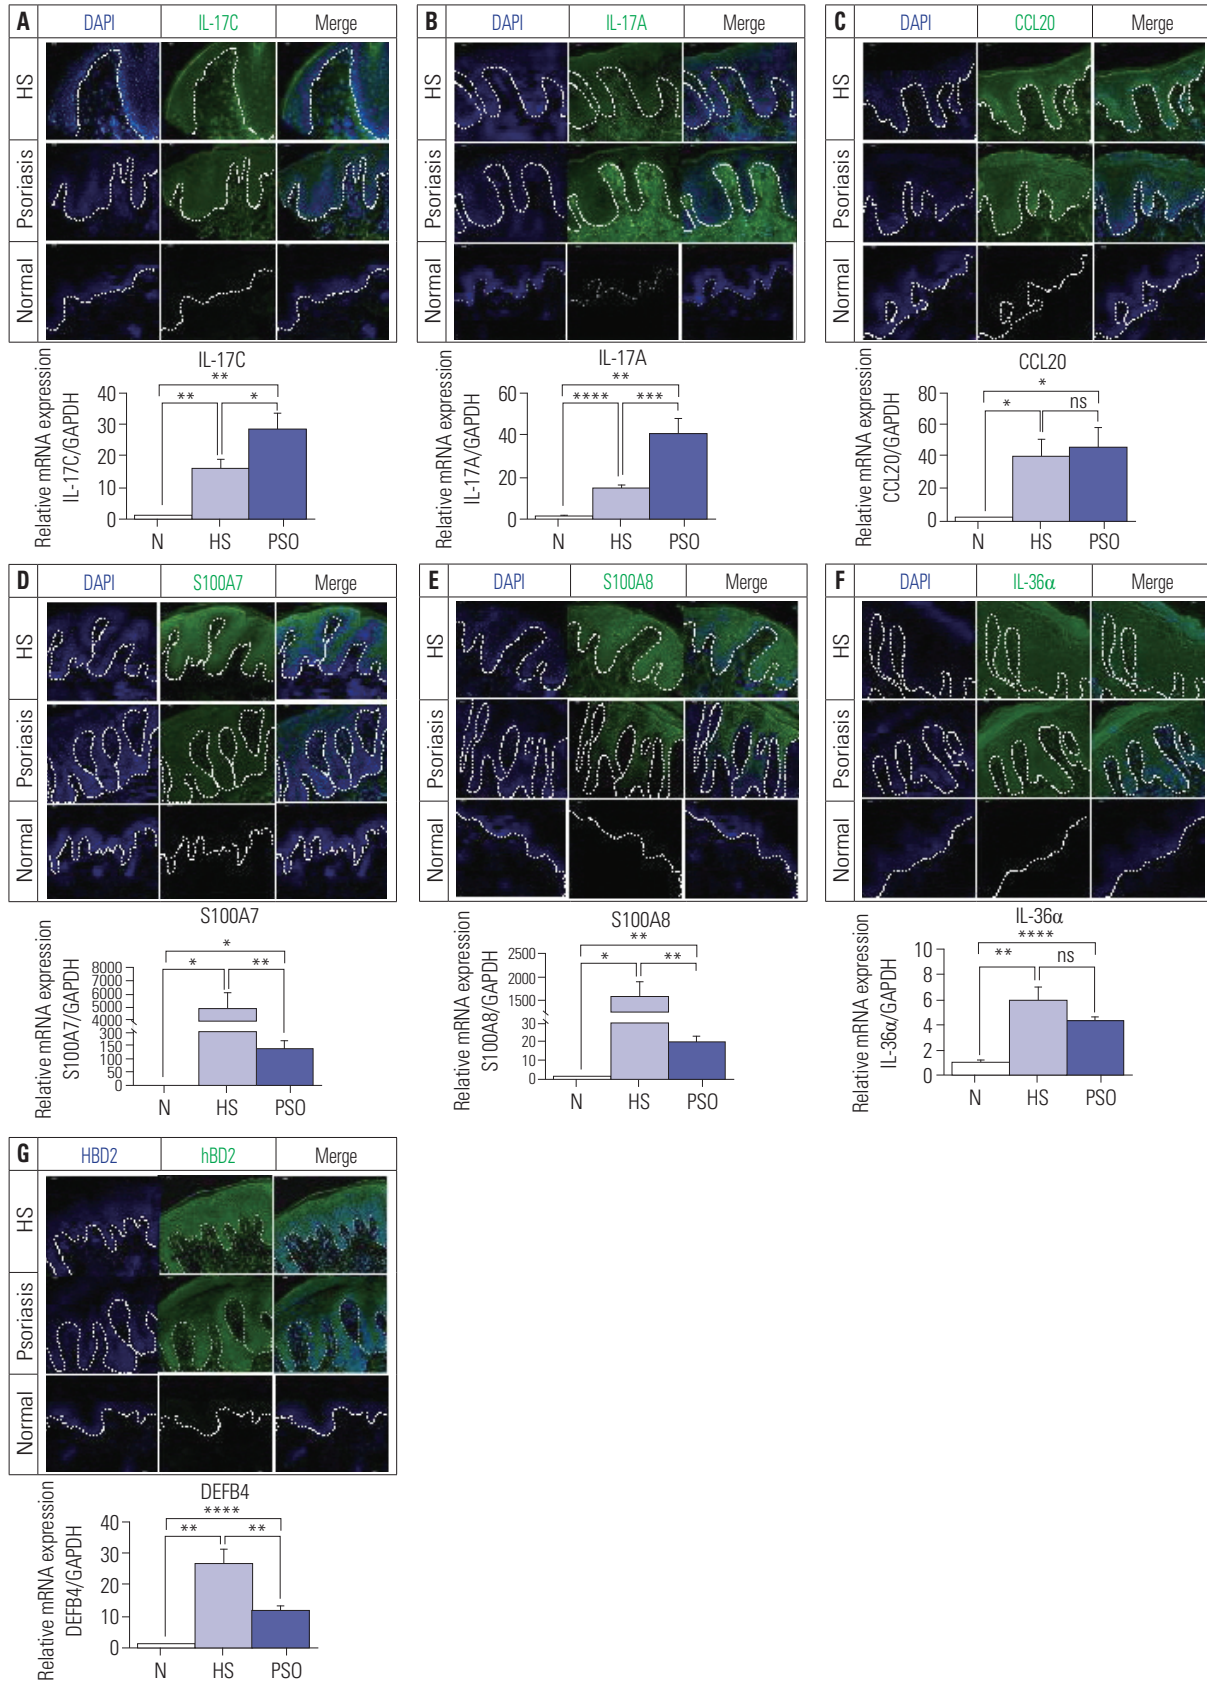 A DAPI IL-17C Merge
HS
Psoriasis
Normal
IL-17C
Relative mRNA expression
IL-17C/GAPDH
40
30
20
10
0
**
** *
N HS PSO
B DAPI IL-17A Merge
HS
Psoriasis
Normal
IL-17A
Relative mRNA expression
IL-17A/GAPDH
60
40
20
0
**
**** ***
N HS PSO
C DAPI CCL20 Merge
HS
Psoriasis
Normal
CCL20
Relative mRNA expression
CCL20/GAPDH
80
60
40
20
0
*
* ns
N HS PSO
D DAPI S100A7 Merge
HS
Psoriasis
Normal
S100A7
Relative mRNA expression
S100A7/GAPDH
8000
7000
6000
5000
4000
300
150
100
50
0
*
* **
N HS PSO
E DAPI S100A8 Merge
HS
Psoriasis
Normal
S100A8
Relative mRNA expression
S100A8/GAPDH
2500
2000
1500
30
20
10
0
**
* **
N HS PSO
F DAPI IL-36α Merge
HS
Psoriasis
Normal
IL-36α
Relative mRNA expression
IL-36α/GAPDH
10
8
6
4
2
0
****
** ns
N HS PSO
G HBD2 hBD2 Merge
HS
Psoriasis
Normal
DEFB4
Relative mRNA expression
DEFB4/GAPDH
40
30
20
10
0
****
** **
N HS PSO